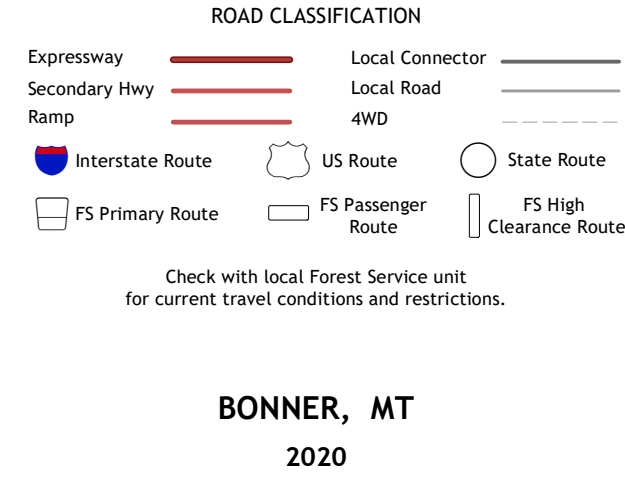 ROAD CLASSIFICATION
Expressway
Local Connector
Secondary Hwy
Local Road
Ramp
4WD
Interstate Route
US Route
State Route
FS Primary Route
FS Passenger
Route
FS High
Clearance Route
Check with local Forest Service unit
for current travel conditions and restrictions.
BONNER, MT
2020